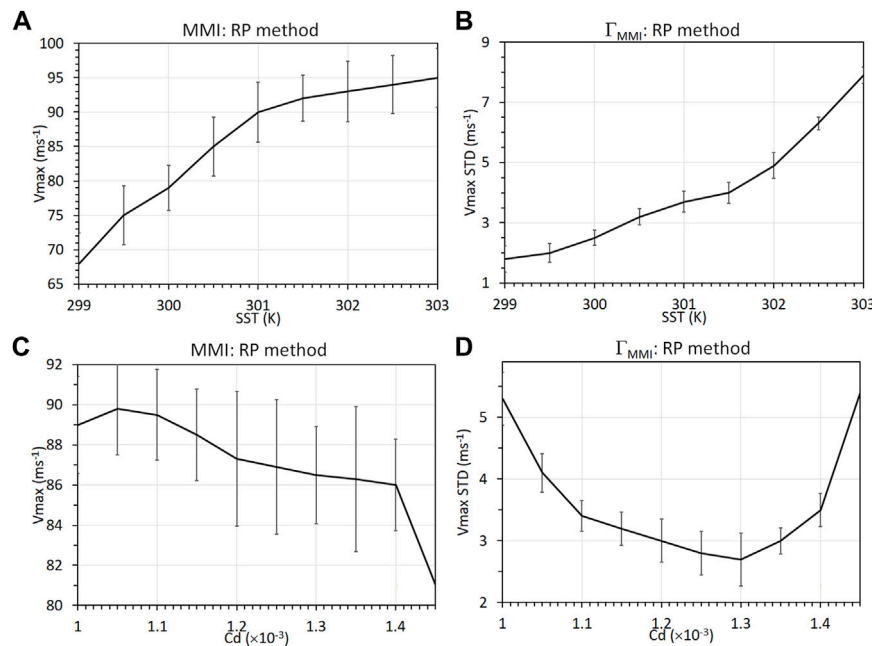 A
MMI: RP method
100
95
90
85
80
75
70
65
Vmax (ms⁻¹)
299
300
301
302
303
SST (K)
B
ΓMMI: RP method
9
7
5
3
1
Vmax STD (ms⁻¹)
299
300
301
302
303
SST (K)
C
MMI: RP method
92
90
88
86
84
82
80
Vmax (ms⁻¹)
1
1.1
1.2
1.3
1.4
Cd (×10⁻³)
D
ΓMMI: RP method
5
4
3
2
Vmax STD (ms⁻¹)
1
1.1
1.2
1.3
1.4
Cd (×10⁻³)